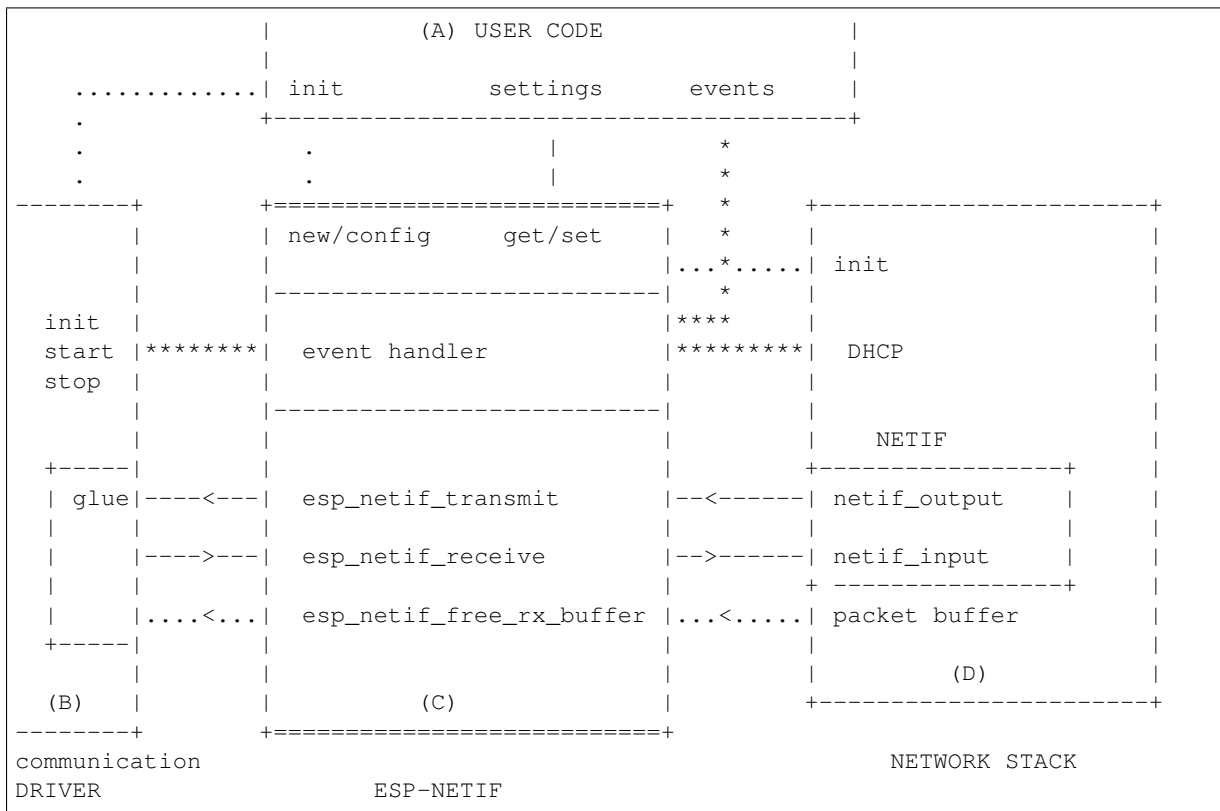 (A) USER CODE
init settings events
new/config get/set
init
init
start event handler DHCP
stop
NETIF
glue esp_netif_transmit netif_output
esp_netif_receive netif_input
esp_netif_free_rx_buffer packet buffer
(D)
(B) (C)
communication NETWORK STACK
DRIVER ESP-NETIF